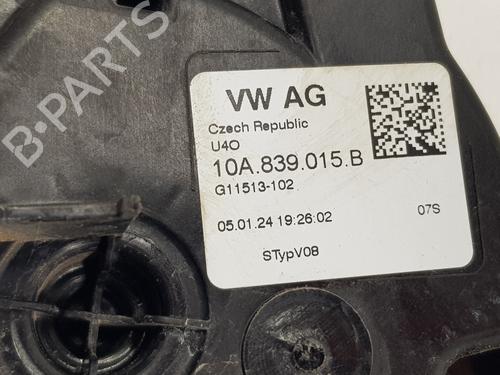 B-PARTS
VW AG
Czech Republic
U4O
10A.839.015.B
G11513-102
05.01.24 19:26:02 07S
STypV08